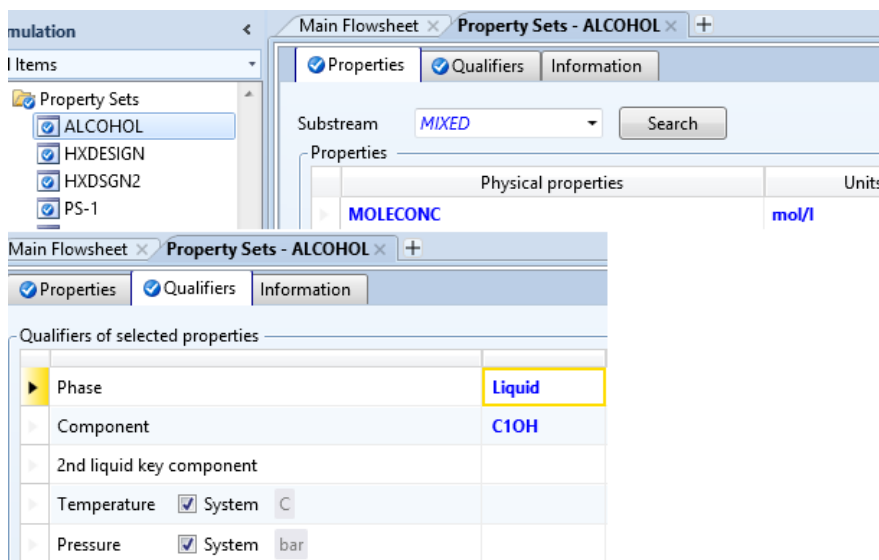 mulation <
Main Flowsheet × Property Sets - ALCOHOL × +
l Items
Properties Qualifiers Information
Property Sets
ALCOHOL
HXDESIGN
HXDSGN2
PS-1
Substream MIXED Search
Properties
Physical properties Units
MOLECONC mol/l
Main Flowsheet × Property Sets - ALCOHOL × +
Properties Qualifiers Information
Qualifiers of selected properties
Phase Liquid
Component C1OH
2nd liquid key component
Temperature System C
Pressure System bar